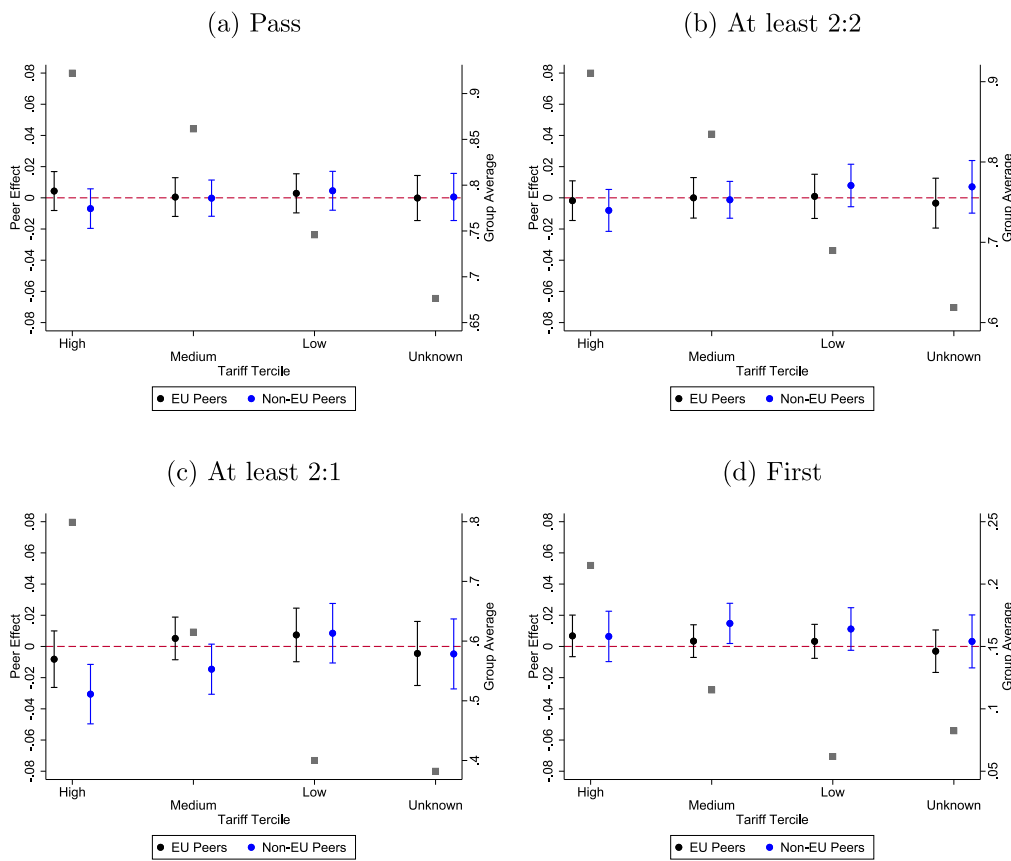 (a) Pass
.08
.06
.04
.02
0
-.02
-.04
-.06
-.08
Peer Effect
.9
.85
.8
.75
.7
.65
Group Average
High
Medium
Low
Unknown
Tariff Tercile
EU Peers
Non-EU Peers
(b) At least 2:2
.08
.06
.04
.02
0
-.02
-.04
-.06
-.08
Peer Effect
.9
.8
.7
.6
Group Average
High
Medium
Low
Unknown
Tariff Tercile
EU Peers
Non-EU Peers
(c) At least 2:1
.08
.06
.04
.02
0
-.02
-.04
-.06
-.08
Peer Effect
.8
.7
.6
.5
.4
Group Average
High
Medium
Low
Unknown
Tariff Tercile
EU Peers
Non-EU Peers
(d) First
.08
.06
.04
.02
0
-.02
-.04
-.06
-.08
Peer Effect
.25
.2
.15
.1
.05
Group Average
High
Medium
Low
Unknown
Tariff Tercile
EU Peers
Non-EU Peers